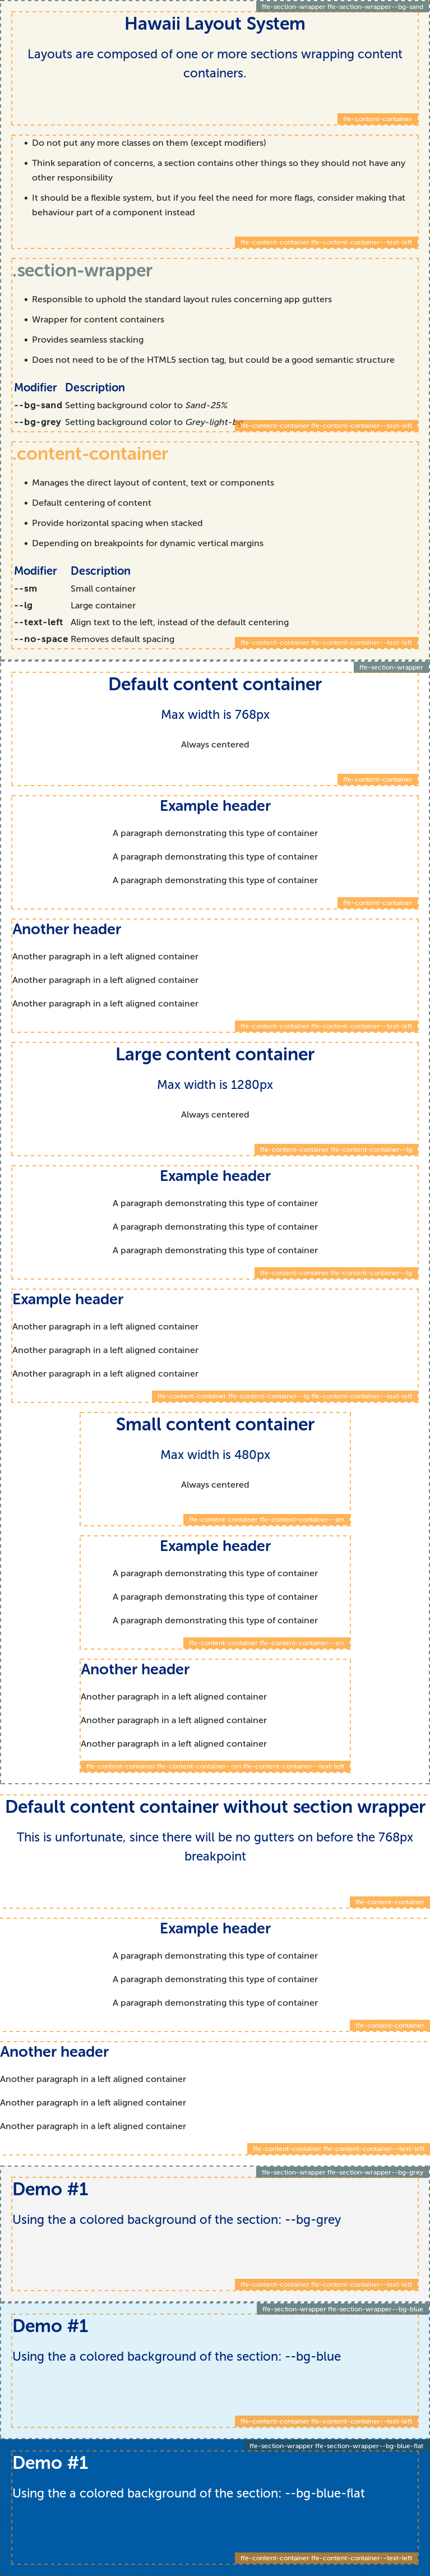 ffe-section-wrapper ffe-section-wrapper--bg-sand
Hawaii Layout System
Layouts are composed of one or more sections wrapping content
containers.
ffe-content-container
• Do not put any more classes on them (except modifiers)
• Think separation of concerns, a section contains other things so they should not have any
other responsibility
• It should be a flexible system, but if you feel the need for more flags, consider making that
behaviour part of a component instead
ffe-content-container ffe-content-container--text-left
.section-wrapper
• Responsible to uphold the standard layout rules concerning app gutters
• Wrapper for content containers
• Provides seamless stacking
• Does not need to be of the HTML5 section tag, but could be a good semantic structure
Modifier Description
--bg-sand Setting background color to Sand-25%
--bg-grey Setting background color to Grey-light-bg
ffe-content-container ffe-content-container--text-left
.content-container
• Manages the direct layout of content, text or components
• Default centering of content
• Provide horizontal spacing when stacked
• Depending on breakpoints for dynamic vertical margins
Modifier Description
--sm Small container
--lg Large container
--text-left Align text to the left, instead of the default centering
--no-space Removes default spacing
ffe-content-container ffe-content-container--text-left
ffe-section-wrapper
Default content container
Max width is 768px
Always centered
ffe-content-container
Example header
A paragraph demonstrating this type of container
A paragraph demonstrating this type of container
A paragraph demonstrating this type of container
ffe-content-container
Another header
Another paragraph in a left aligned container
Another paragraph in a left aligned container
Another paragraph in a left aligned container
ffe-content-container ffe-content-container--text-left
Large content container
Max width is 1280px
Always centered
ffe-content-container ffe-content-container--lg
Example header
A paragraph demonstrating this type of container
A paragraph demonstrating this type of container
A paragraph demonstrating this type of container
ffe-content-container ffe-content-container--lg
Example header
Another paragraph in a left aligned container
Another paragraph in a left aligned container
Another paragraph in a left aligned container
ffe-content-container ffe-content-container--lg ffe-content-container--text-left
Small content container
Max width is 480px
Always centered
ffe-content-container ffe-content-container--sm
Example header
A paragraph demonstrating this type of container
A paragraph demonstrating this type of container
A paragraph demonstrating this type of container
ffe-content-container ffe-content-container--sm
Another header
Another paragraph in a left aligned container
Another paragraph in a left aligned container
Another paragraph in a left aligned container
ffe-content-container ffe-content-container--sm ffe-content-container--text-left
Default content container without section wrapper
This is unfortunate, since there will be no gutters on before the 768px
breakpoint
ffe-content-container
Example header
A paragraph demonstrating this type of container
A paragraph demonstrating this type of container
A paragraph demonstrating this type of container
ffe-content-container
Another header
Another paragraph in a left aligned container
Another paragraph in a left aligned container
Another paragraph in a left aligned container
ffe-content-container ffe-content-container--text-left
ffe-section-wrapper ffe-section-wrapper--bg-grey
Demo #1
Using the a colored background of the section: --bg-grey
ffe-content-container ffe-content-container--text-left
ffe-section-wrapper ffe-section-wrapper--bg-blue
Demo #1
Using the a colored background of the section: --bg-blue
ffe-content-container ffe-content-container--text-left
ffe-section-wrapper ffe-section-wrapper--bg-blue-flat
Demo #1
Using the a colored background of the section: --bg-blue-flat
ffe-content-container ffe-content-container--text-left